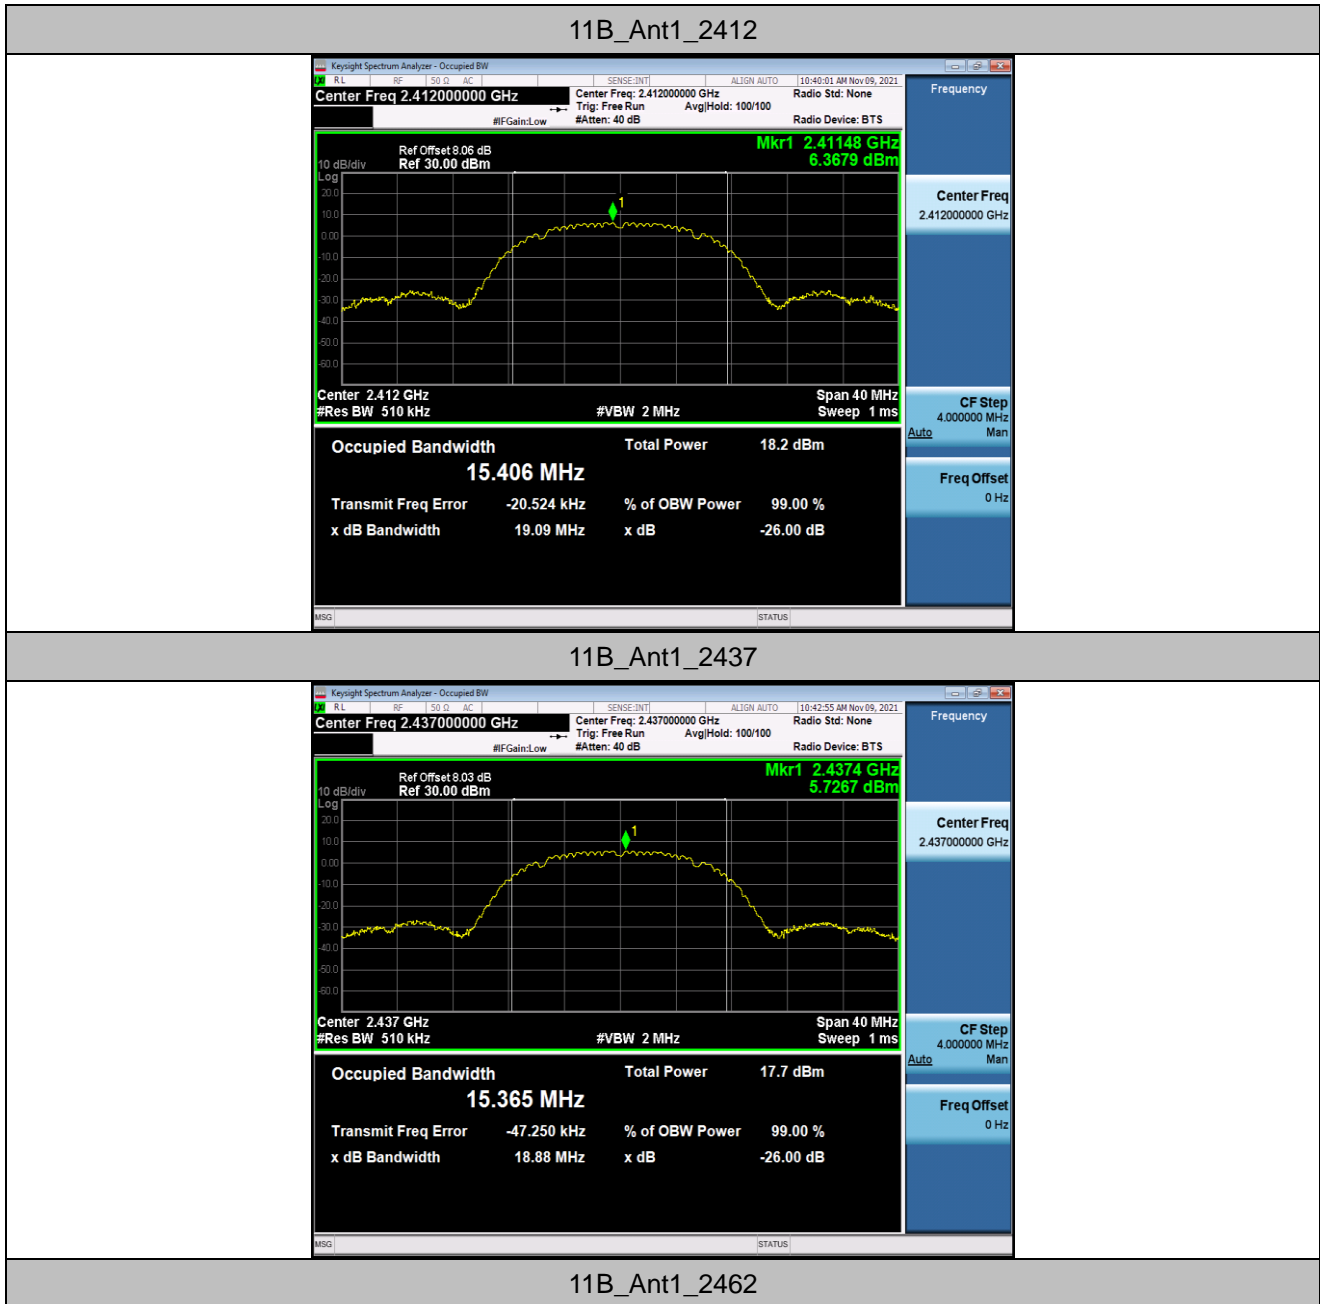 11B_Ant1_2412
Keysight Spectrum Analyzer - Occupied BW
RL RF 50 Ω AC SENSE:INT ALIGN AUTO 10:40:01 AM Nov 09, 2021
Center Freq 2.412000000 GHz Center Freq: 2.412000000 GHz Radio Std: None Frequency
Trig: Free Run Avg|Hold: 100/100
#IFGain:Low #Atten: 40 dB Radio Device: BTS
Mkr1 2.41148 GHz
Ref Offset 8.06 dB
10 dB/div Ref 30.00 dBm 6.3679 dBm
Log
20.0
Center Freq
2.412000000 GHz
1
10.0
0.00
-10.0
-20.0
-30.0
-40.0
-50.0
-60.0
Center 2.412 GHz Span 40 MHz
#Res BW 510 kHz #VBW 2 MHz Sweep 1 ms
CF Step
4.000000 MHz
Auto Man
Occupied Bandwidth Total Power 18.2 dBm
15.406 MHz
Freq Offset
0 Hz
Transmit Freq Error -20.524 kHz % of OBW Power 99.00 %
x dB Bandwidth 19.09 MHz x dB -26.00 dB
MSG STATUS
11B_Ant1_2437
Keysight Spectrum Analyzer - Occupied BW
RL RF 50 Ω AC SENSE:INT ALIGN AUTO 10:42:55 AM Nov 09, 2021
Center Freq 2.437000000 GHz Center Freq: 2.437000000 GHz Radio Std: None Frequency
Trig: Free Run Avg|Hold: 100/100
#IFGain:Low #Atten: 40 dB Radio Device: BTS
Mkr1 2.4374 GHz
Ref Offset 8.03 dB
10 dB/div Ref 30.00 dBm 5.7267 dBm
Log
20.0
Center Freq
2.437000000 GHz
1
10.0
0.00
-10.0
-20.0
-30.0
-40.0
-50.0
-60.0
Center 2.437 GHz Span 40 MHz
#Res BW 510 kHz #VBW 2 MHz Sweep 1 ms
CF Step
4.000000 MHz
Auto Man
Occupied Bandwidth Total Power 17.7 dBm
15.365 MHz
Freq Offset
0 Hz
Transmit Freq Error -47.250 kHz % of OBW Power 99.00 %
x dB Bandwidth 18.88 MHz x dB -26.00 dB
MSG STATUS
11B_Ant1_2462